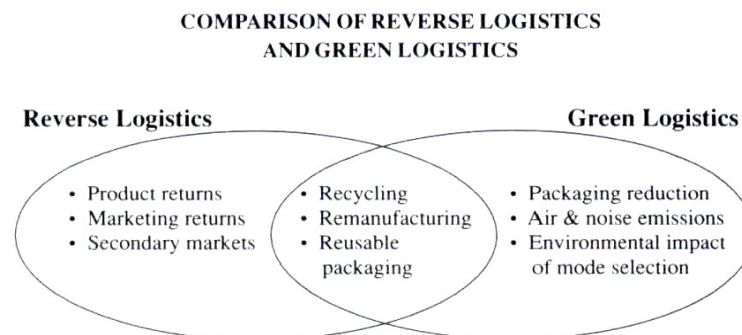 COMPARISON OF REVERSE LOGISTICS
AND GREEN LOGISTICS
Reverse Logistics
Green Logistics
• Product returns
• Marketing returns
• Secondary markets
• Recycling
• Remanufacturing
• Reusable
packaging
• Packaging reduction
• Air & noise emissions
• Environmental impact
of mode selection